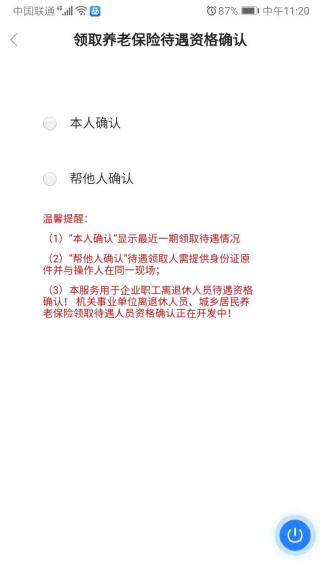 中国联通 4G 87% 中午11:20
领取养老保险待遇资格确认
本人确认
帮他人确认
温馨提醒：
（1）“本人确认”显示最近一期领取待遇情况
（2）“帮他人确认”待遇领取人需提供身份证原
件并与操作人在同一现场；
（3）本服务用于企业职工离退休人员待遇资格
确认！ 机关事业单位离退休人员、城乡居民养
老保险领取待遇人员资格确认正在开发中！